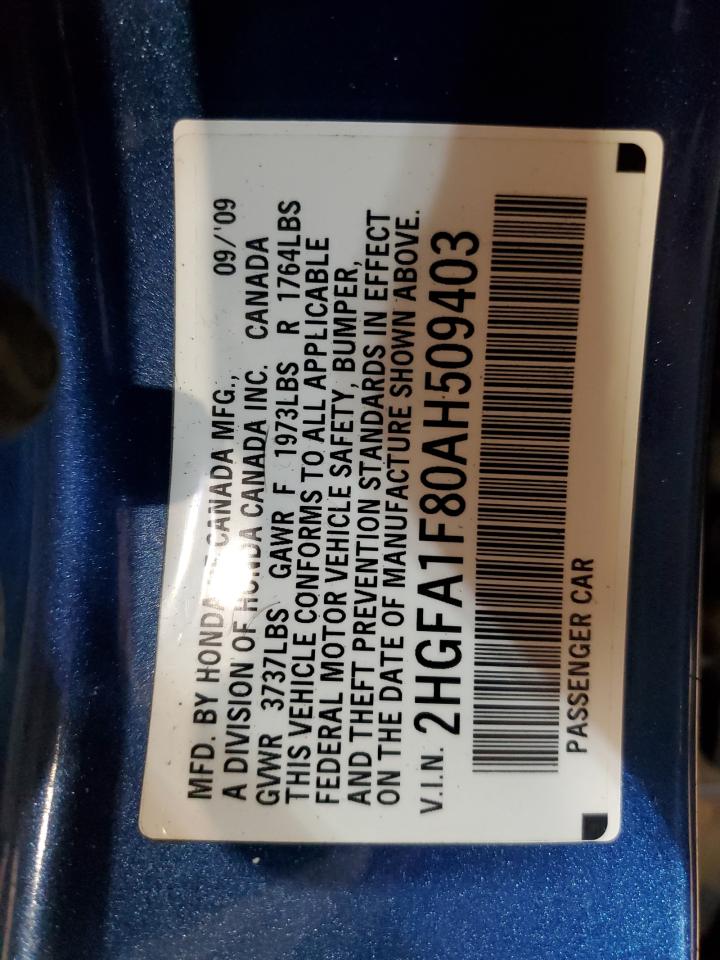 MFD. BY HONDA CANADA MFG., 09/'09
A DIVISION OF HONDA CANADA INC. CANADA
GVWR 3737LBS GAWR F 1973LBS R 1764LBS
THIS VEHICLE CONFORMS TO ALL APPLICABLE
FEDERAL MOTOR VEHICLE SAFETY, BUMPER,
AND THEFT PREVENTION STANDARDS IN EFFECT
ON THE DATE OF MANUFACTURE SHOWN ABOVE.
V.I.N. 2HGFA1F80AH509403
PASSENGER CAR